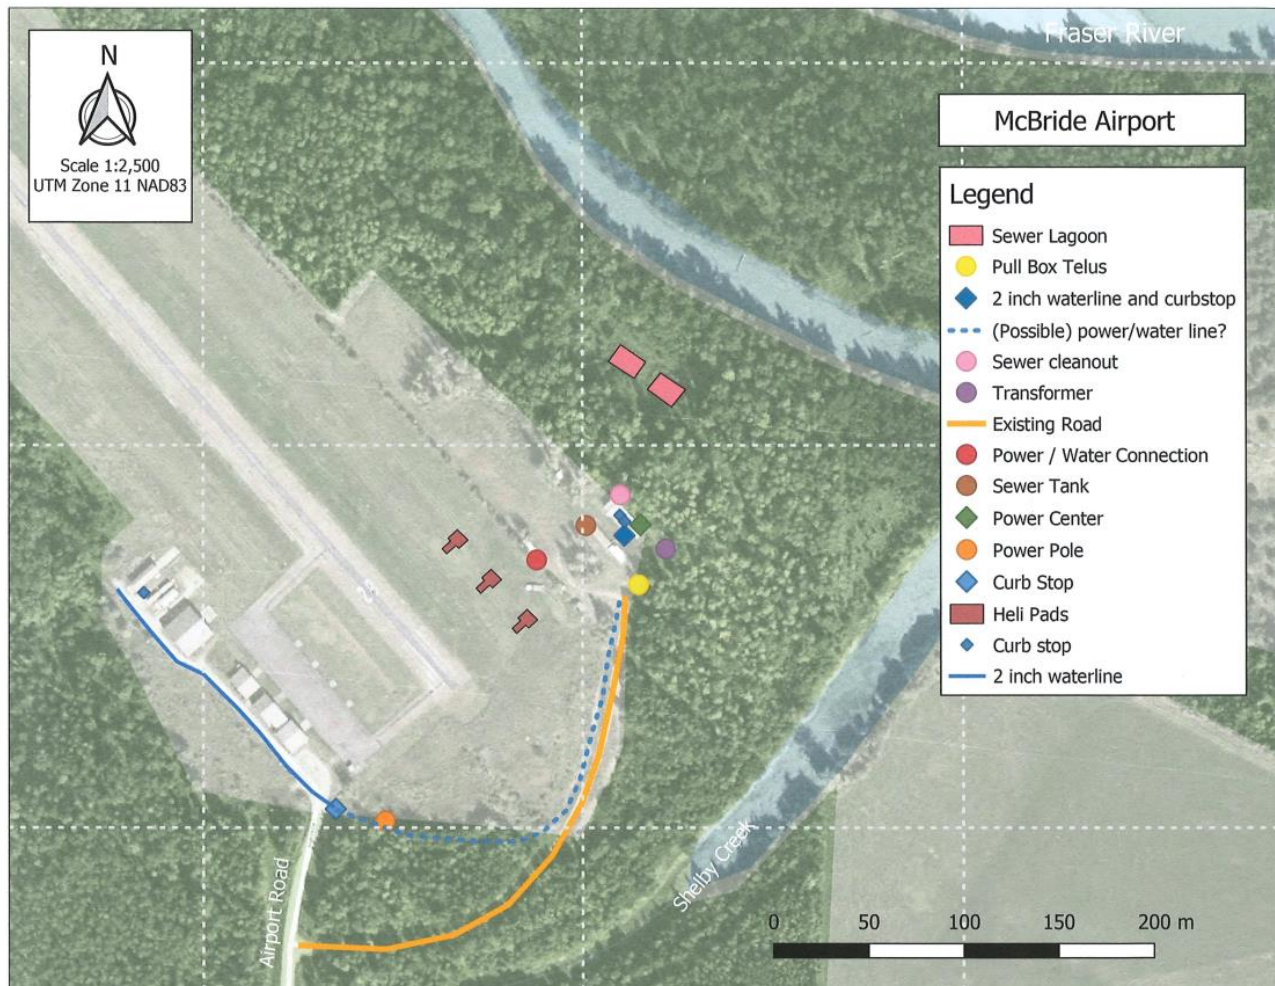 N
Scale 1:2,500
UTM Zone 11 NAD83
Fraser River
McBride Airport
Legend
Sewer Lagoon
Pull Box Telus
2 inch waterline and curbstop
(Possible) power/water line?
Sewer cleanout
Transformer
Existing Road
Power / Water Connection
Sewer Tank
Power Center
Power Pole
Curb Stop
Heli Pads
Curb stop
2 inch waterline
Shelby Creek
Airport Road
0 50 100 150 200 m